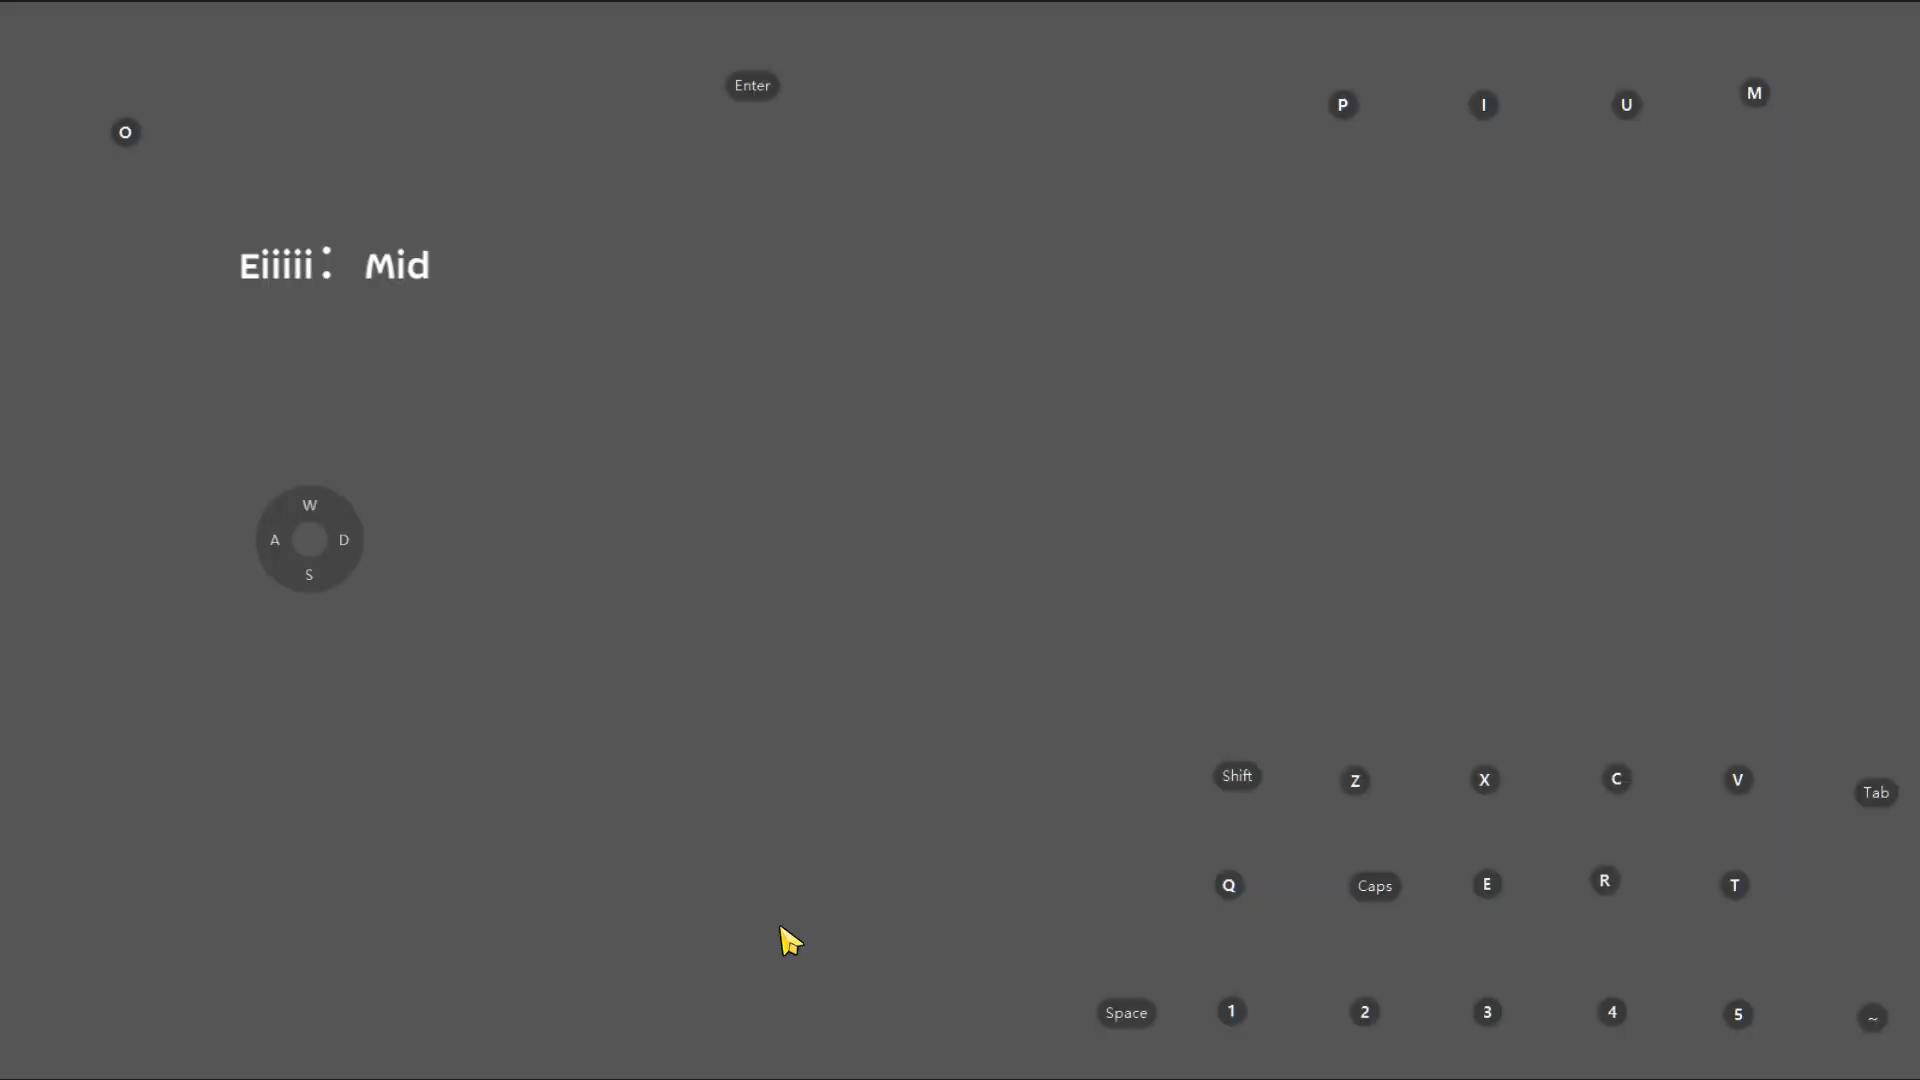 Enter
P I U M
O
Eiiiii： Mid
W
A D
S
Shift Z X C V Tab
Q Caps E R T
Space 1 2 3 4 5 ~